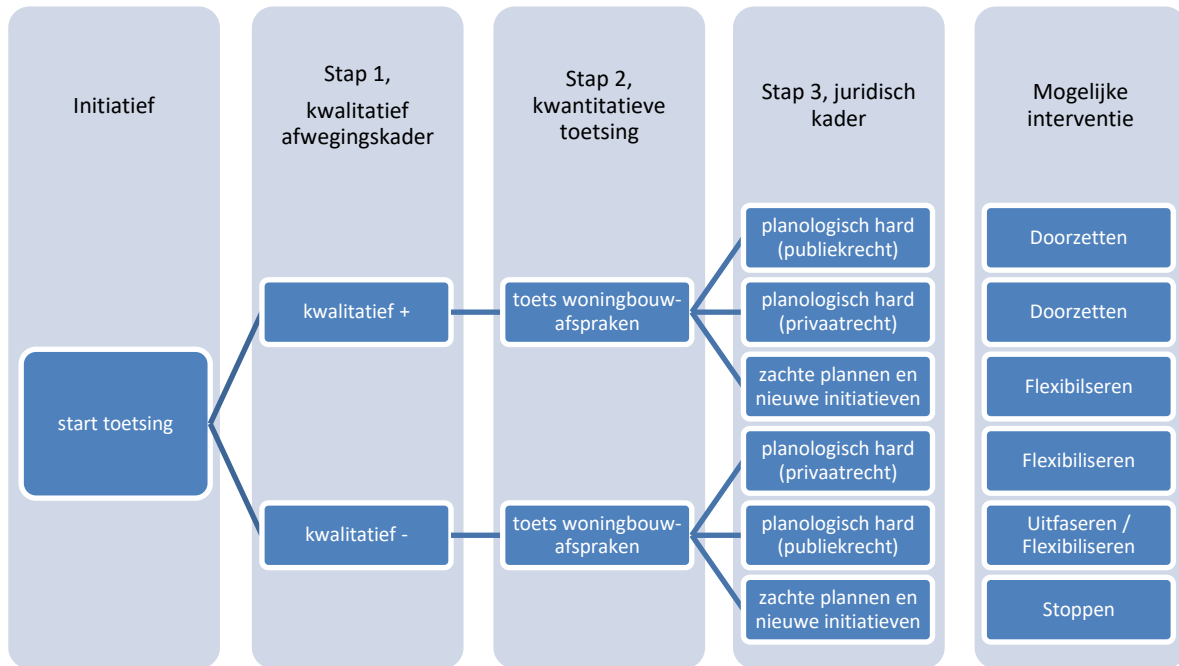 Initiatief
Stap 1,
kwalitatief
afwegingskader
Stap 2,
kwantitatieve
toetsing
Stap 3, juridisch
kader
Mogelijke
interventie
start toetsing
kwalitatief +
kwalitatief -
toets woningbouw-
afspraken
toets woningbouw-
afspraken
planologisch hard
(publiekrecht)
planologisch hard
(privaatrecht)
zachte plannen en
nieuwe initiatieven
planologisch hard
(privaatrecht)
planologisch hard
(publiekrecht)
zachte plannen en
nieuwe initiatieven
Doorzetten
Doorzetten
Flexibilseren
Flexibiliseren
Uitfaseren /
Flexibiliseren
Stoppen